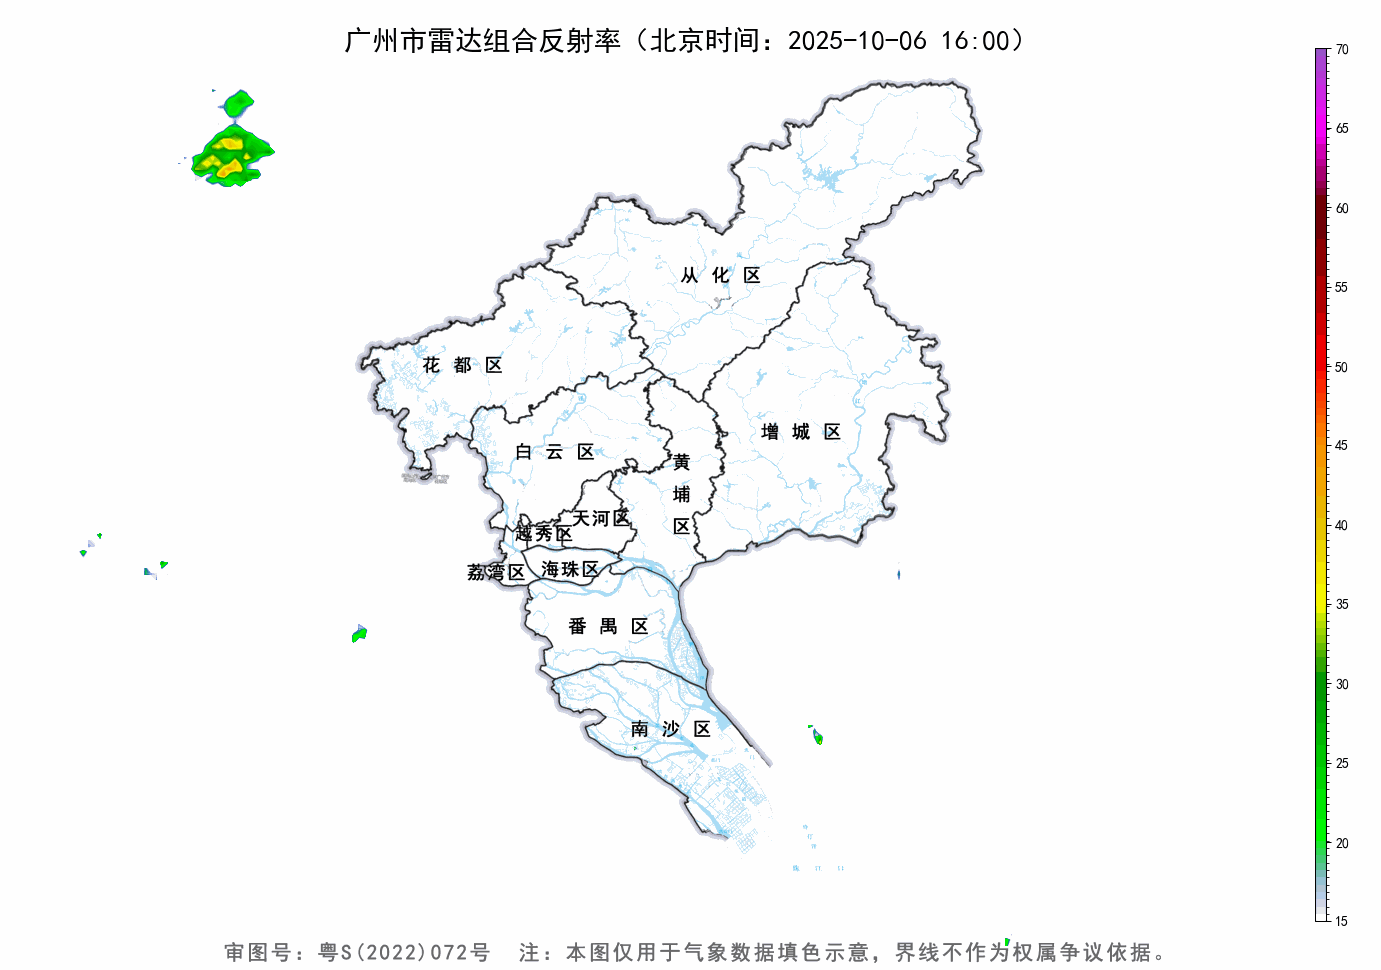 广州市雷达组合反射率（北京时间：2025-10-06 16:00）
70
65
60
55
50
45
40
35
30
25
20
15
从化区
花都区
增城区
白云区
黄埔区
天河区
越秀区
荔湾区
海珠区
番禺区
南沙区
审图号：粤S(2022)072号 注：本图仅用于气象数据填色示意，界线不作为权属争议依据。